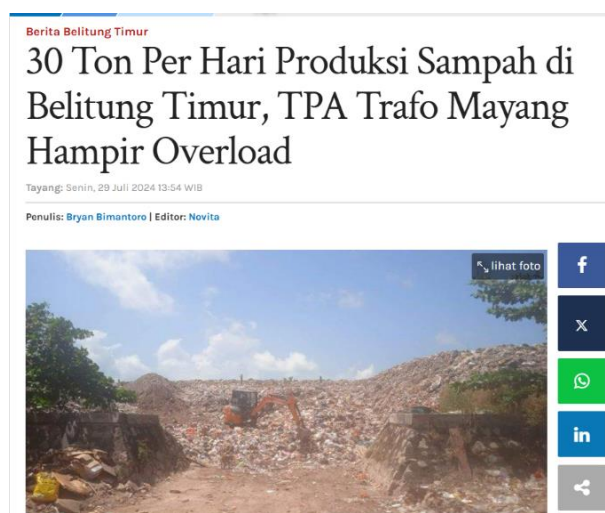 Berita Belitung Timur
30 Ton Per Hari Produksi Sampah di
Belitung Timur, TPA Trafo Mayang
Hampir Overload
Tayang: Senin, 29 Juli 2024 13:54 WIB
Penulis: Bryan Bimantoro | Editor: Novita
lihat foto